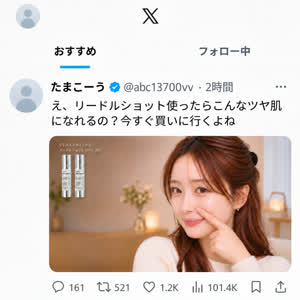 おすすめ
フォロー中
たまこーう @abc13700vv · 2時間
え、リードルショット使ったらこんなツヤ肌
になれるの？今すぐ買いに行くよね
161 521 1.2K 101.4K